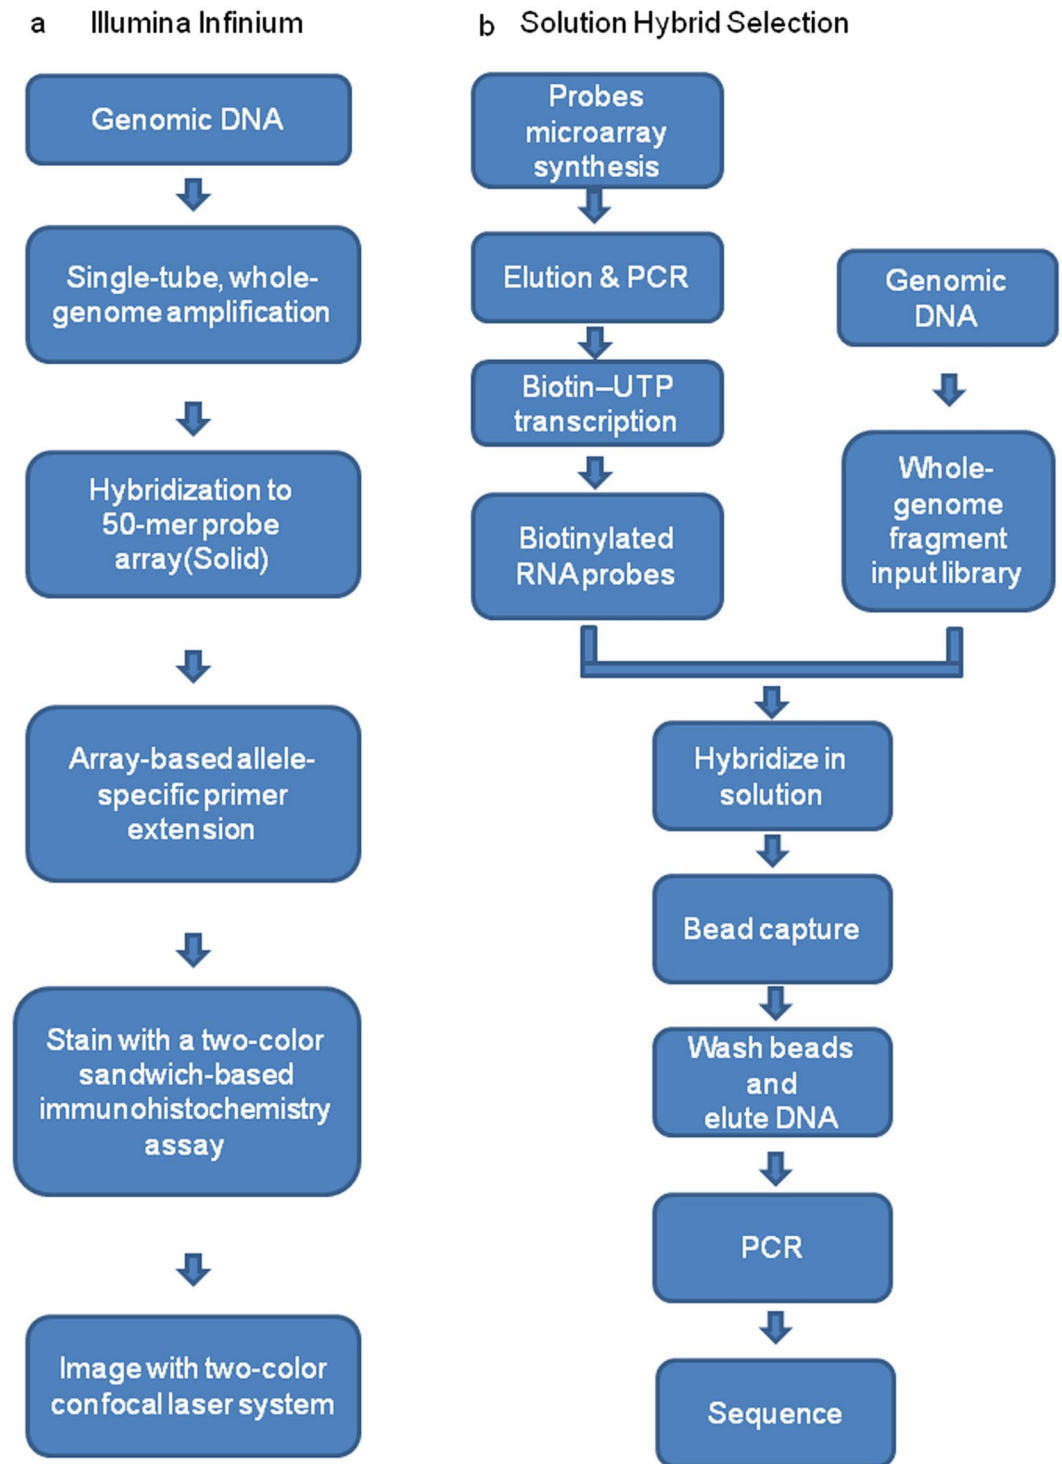 a Illumina Infinium
Genomic DNA
Single-tube, whole-
genome amplification
Hybridization to
50-mer probe
array(Solid)
Array-based allele-
specific primer
extension
Stain with a two-color
sandwich-based
immunohistochemistry
assay
Image with two-color
confocal laser system
b Solution Hybrid Selection
Probes
microarray
synthesis
Elution & PCR
Biotin–UTP
transcription
Biotinylated
RNA probes
Genomic
DNA
Whole-
genome
fragment
input library
Hybridize in
solution
Bead capture
Wash beads
and
elute DNA
PCR
Sequence